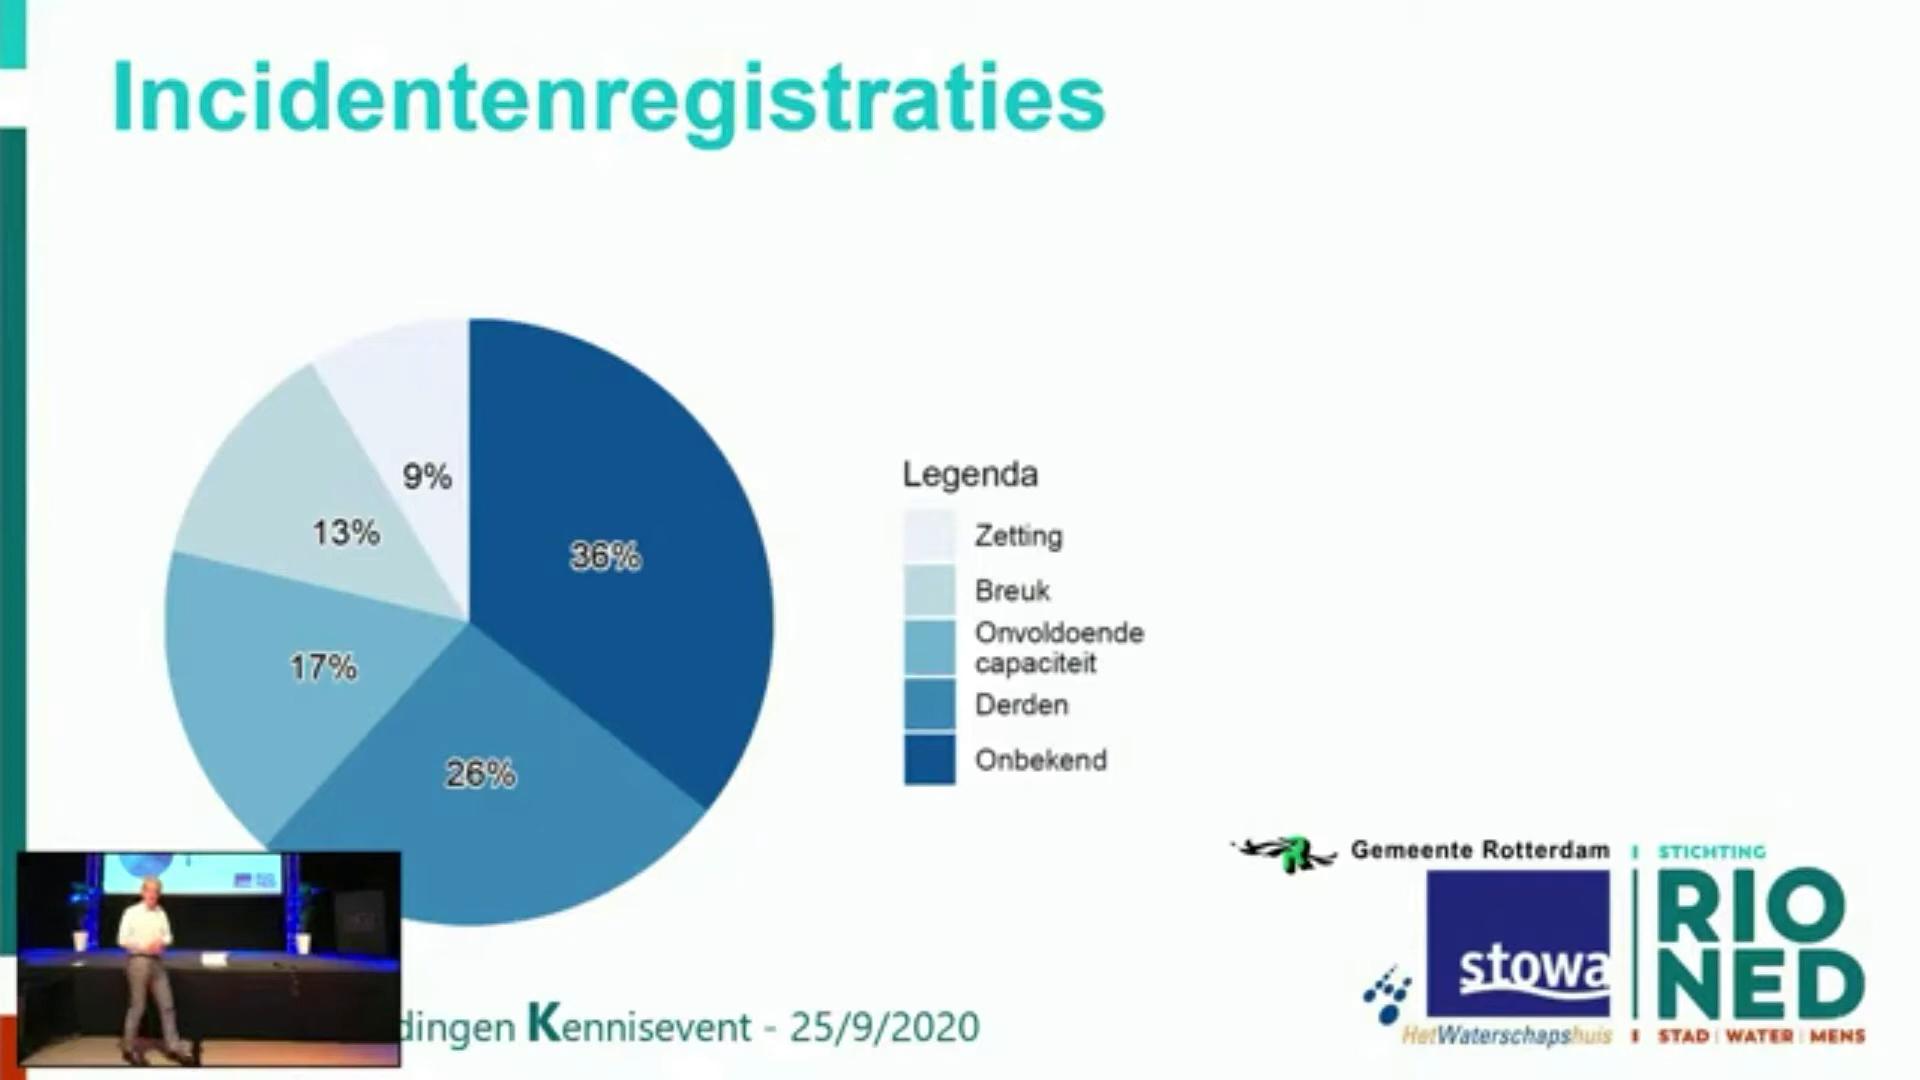 Incidentenregistraties
9%
13%
36%
17%
26%
Legenda
Zetting
Breuk
Onvoldoende
capaciteit
Derden
Onbekend
Gemeente Rotterdam
stowa
HetWaterschapshuis
STICHTING
RIO
NED
STAD | WATER | MENS
dingen Kennisevent - 25/9/2020